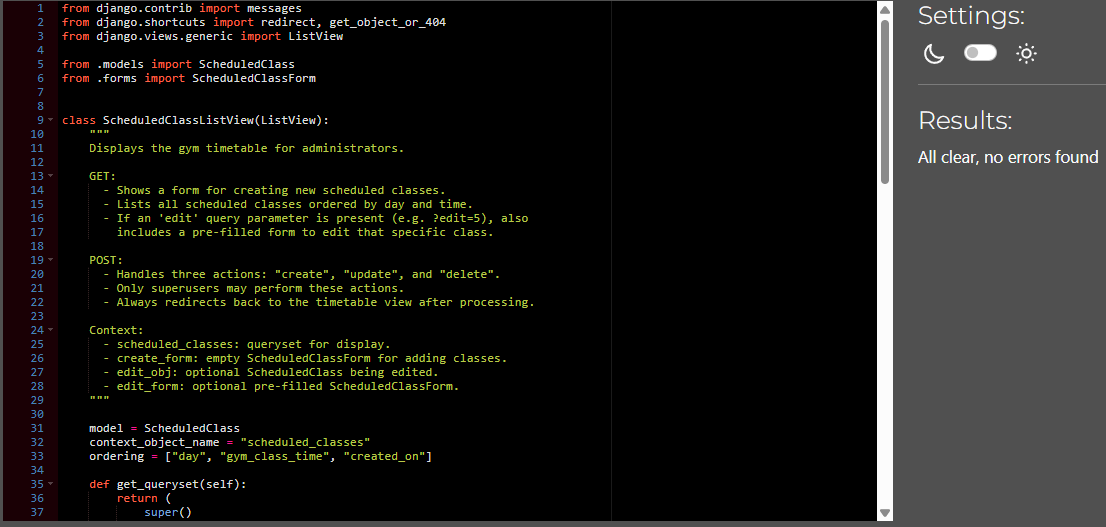 1 from django.contrib import messages
2 from django.shortcuts import redirect, get_object_or_404
3 from django.views.generic import ListView
4
5 from .models import ScheduledClass
6 from .forms import ScheduledClassForm
7
8
9 class ScheduledClassListView(ListView):
10     """
11     Displays the gym timetable for administrators.
12
13     GET:
14       - Shows a form for creating new scheduled classes.
15       - Lists all scheduled classes ordered by day and time.
16       - If an 'edit' query parameter is present (e.g. ?edit=5), also
17         includes a pre-filled form to edit that specific class.
18
19     POST:
20       - Handles three actions: "create", "update", and "delete".
21       - Only superusers may perform these actions.
22       - Always redirects back to the timetable view after processing.
23
24     Context:
25       - scheduled_classes: queryset for display.
26       - create_form: empty ScheduledClassForm for adding classes.
27       - edit_obj: optional ScheduledClass being edited.
28       - edit_form: optional pre-filled ScheduledClassForm.
29     """
30
31     model = ScheduledClass
32     context_object_name = "scheduled_classes"
33     ordering = ["day", "gym_class_time", "created_on"]
34
35     def get_queryset(self):
36         return (
37             super()
Settings:
Results:
All clear, no errors found